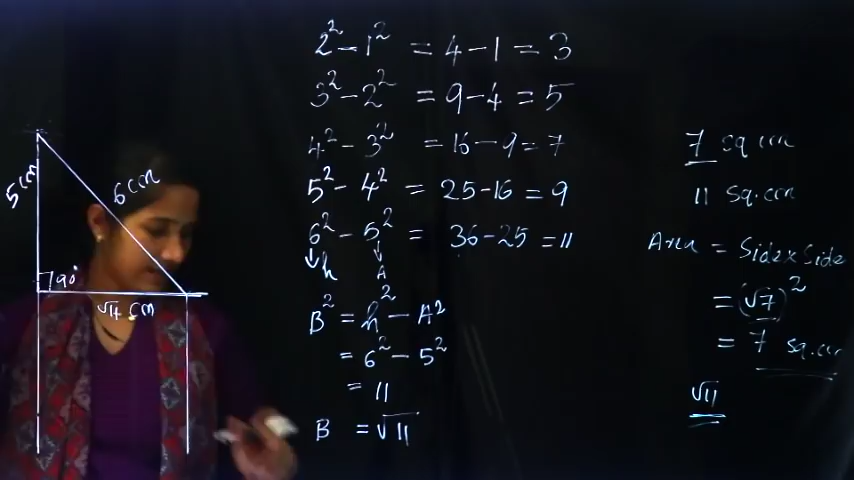 2² - 1² = 4 - 1 = 3
3² - 2² = 9 - 4 = 5
4² - 3² = 16 - 9 = 7
5² - 4² = 25 - 16 = 9
6² - 5² = 36 - 25 = 11
↓h ↓A
B² = h² - A²
= 6² - 5²
= 11
B = √11
5 cm
6 cm
90°
cm
7 sq cm
11 sq.cm
Area = Side x Side
= (√7)²
= 7 sq.cm
√11